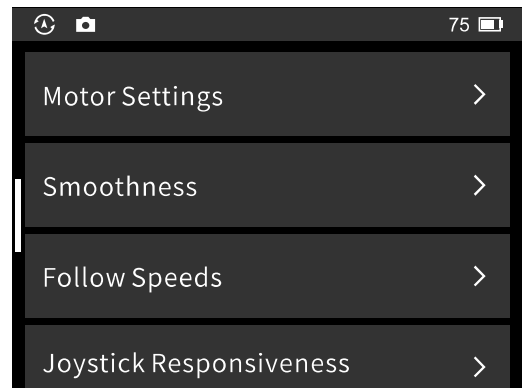 75
Motor Settings
Smoothness
Follow Speeds
Joystick Responsiveness